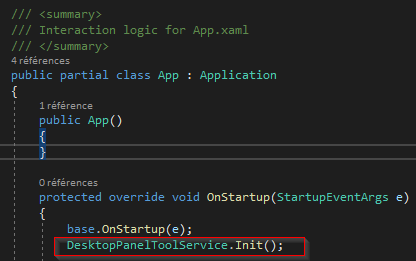 /// <summary>
/// Interaction logic for App.xaml
/// </summary>
4 références
public partial class App : Application
{
1 référence
public App()
{
}
0 références
protected override void OnStartup(StartupEventArgs e)
{
base.OnStartup(e);
DesktopPanelToolService.Init();